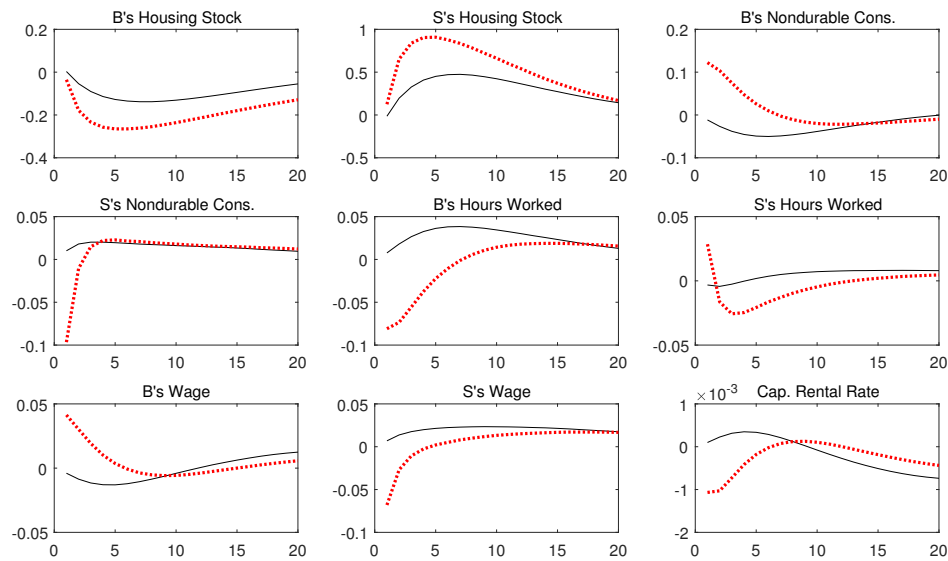 B's Housing Stock
0.2
0
-0.2
-0.4
0 5 10 15 20
S's Housing Stock
1
0.5
0
-0.5
0 5 10 15 20
B's Nondurable Cons.
0.2
0.1
0
-0.1
0 5 10 15 20
S's Nondurable Cons.
0.05
0
-0.05
-0.1
0 5 10 15 20
B's Hours Worked
0.05
0
-0.05
-0.1
0 5 10 15 20
S's Hours Worked
0.05
0
-0.05
0 5 10 15 20
B's Wage
0.05
0
-0.05
0 5 10 15 20
S's Wage
0.05
0
-0.05
-0.1
0 5 10 15 20
Cap. Rental Rate
×10⁻³
1
0
-1
-2
0 5 10 15 20